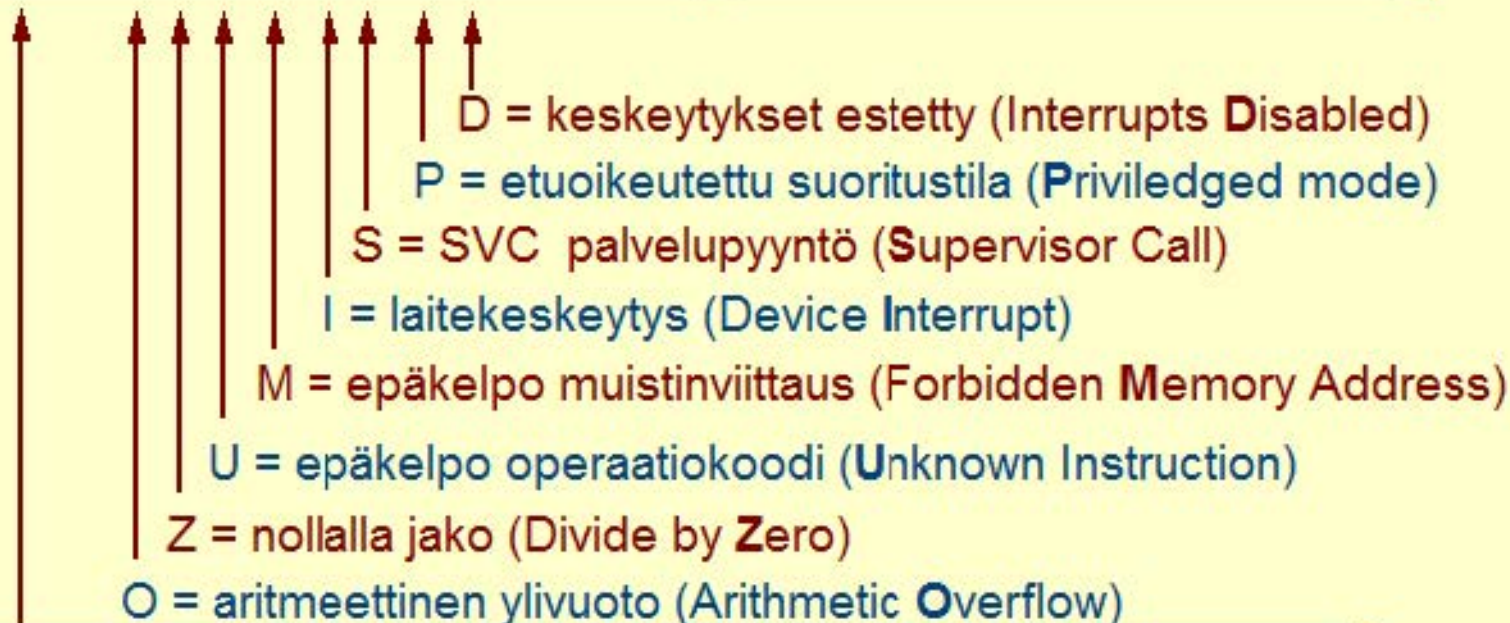 D = keskeytykset estetty (Interrupts Disabled)
P = etuoikeutettu suoritustila (Priviledged mode)
S = SVC palvelupyyntö (Supervisor Call)
I = laitekeskeytys (Device Interrupt)
M = epäkelpo muistinviittaus (Forbidden Memory Address)
U = epäkelpo operaatiokoodi (Unknown Instruction)
Z = nollalla jako (Divide by Zero)
O = aritmeettinen ylivuoto (Arithmetic Overflow)